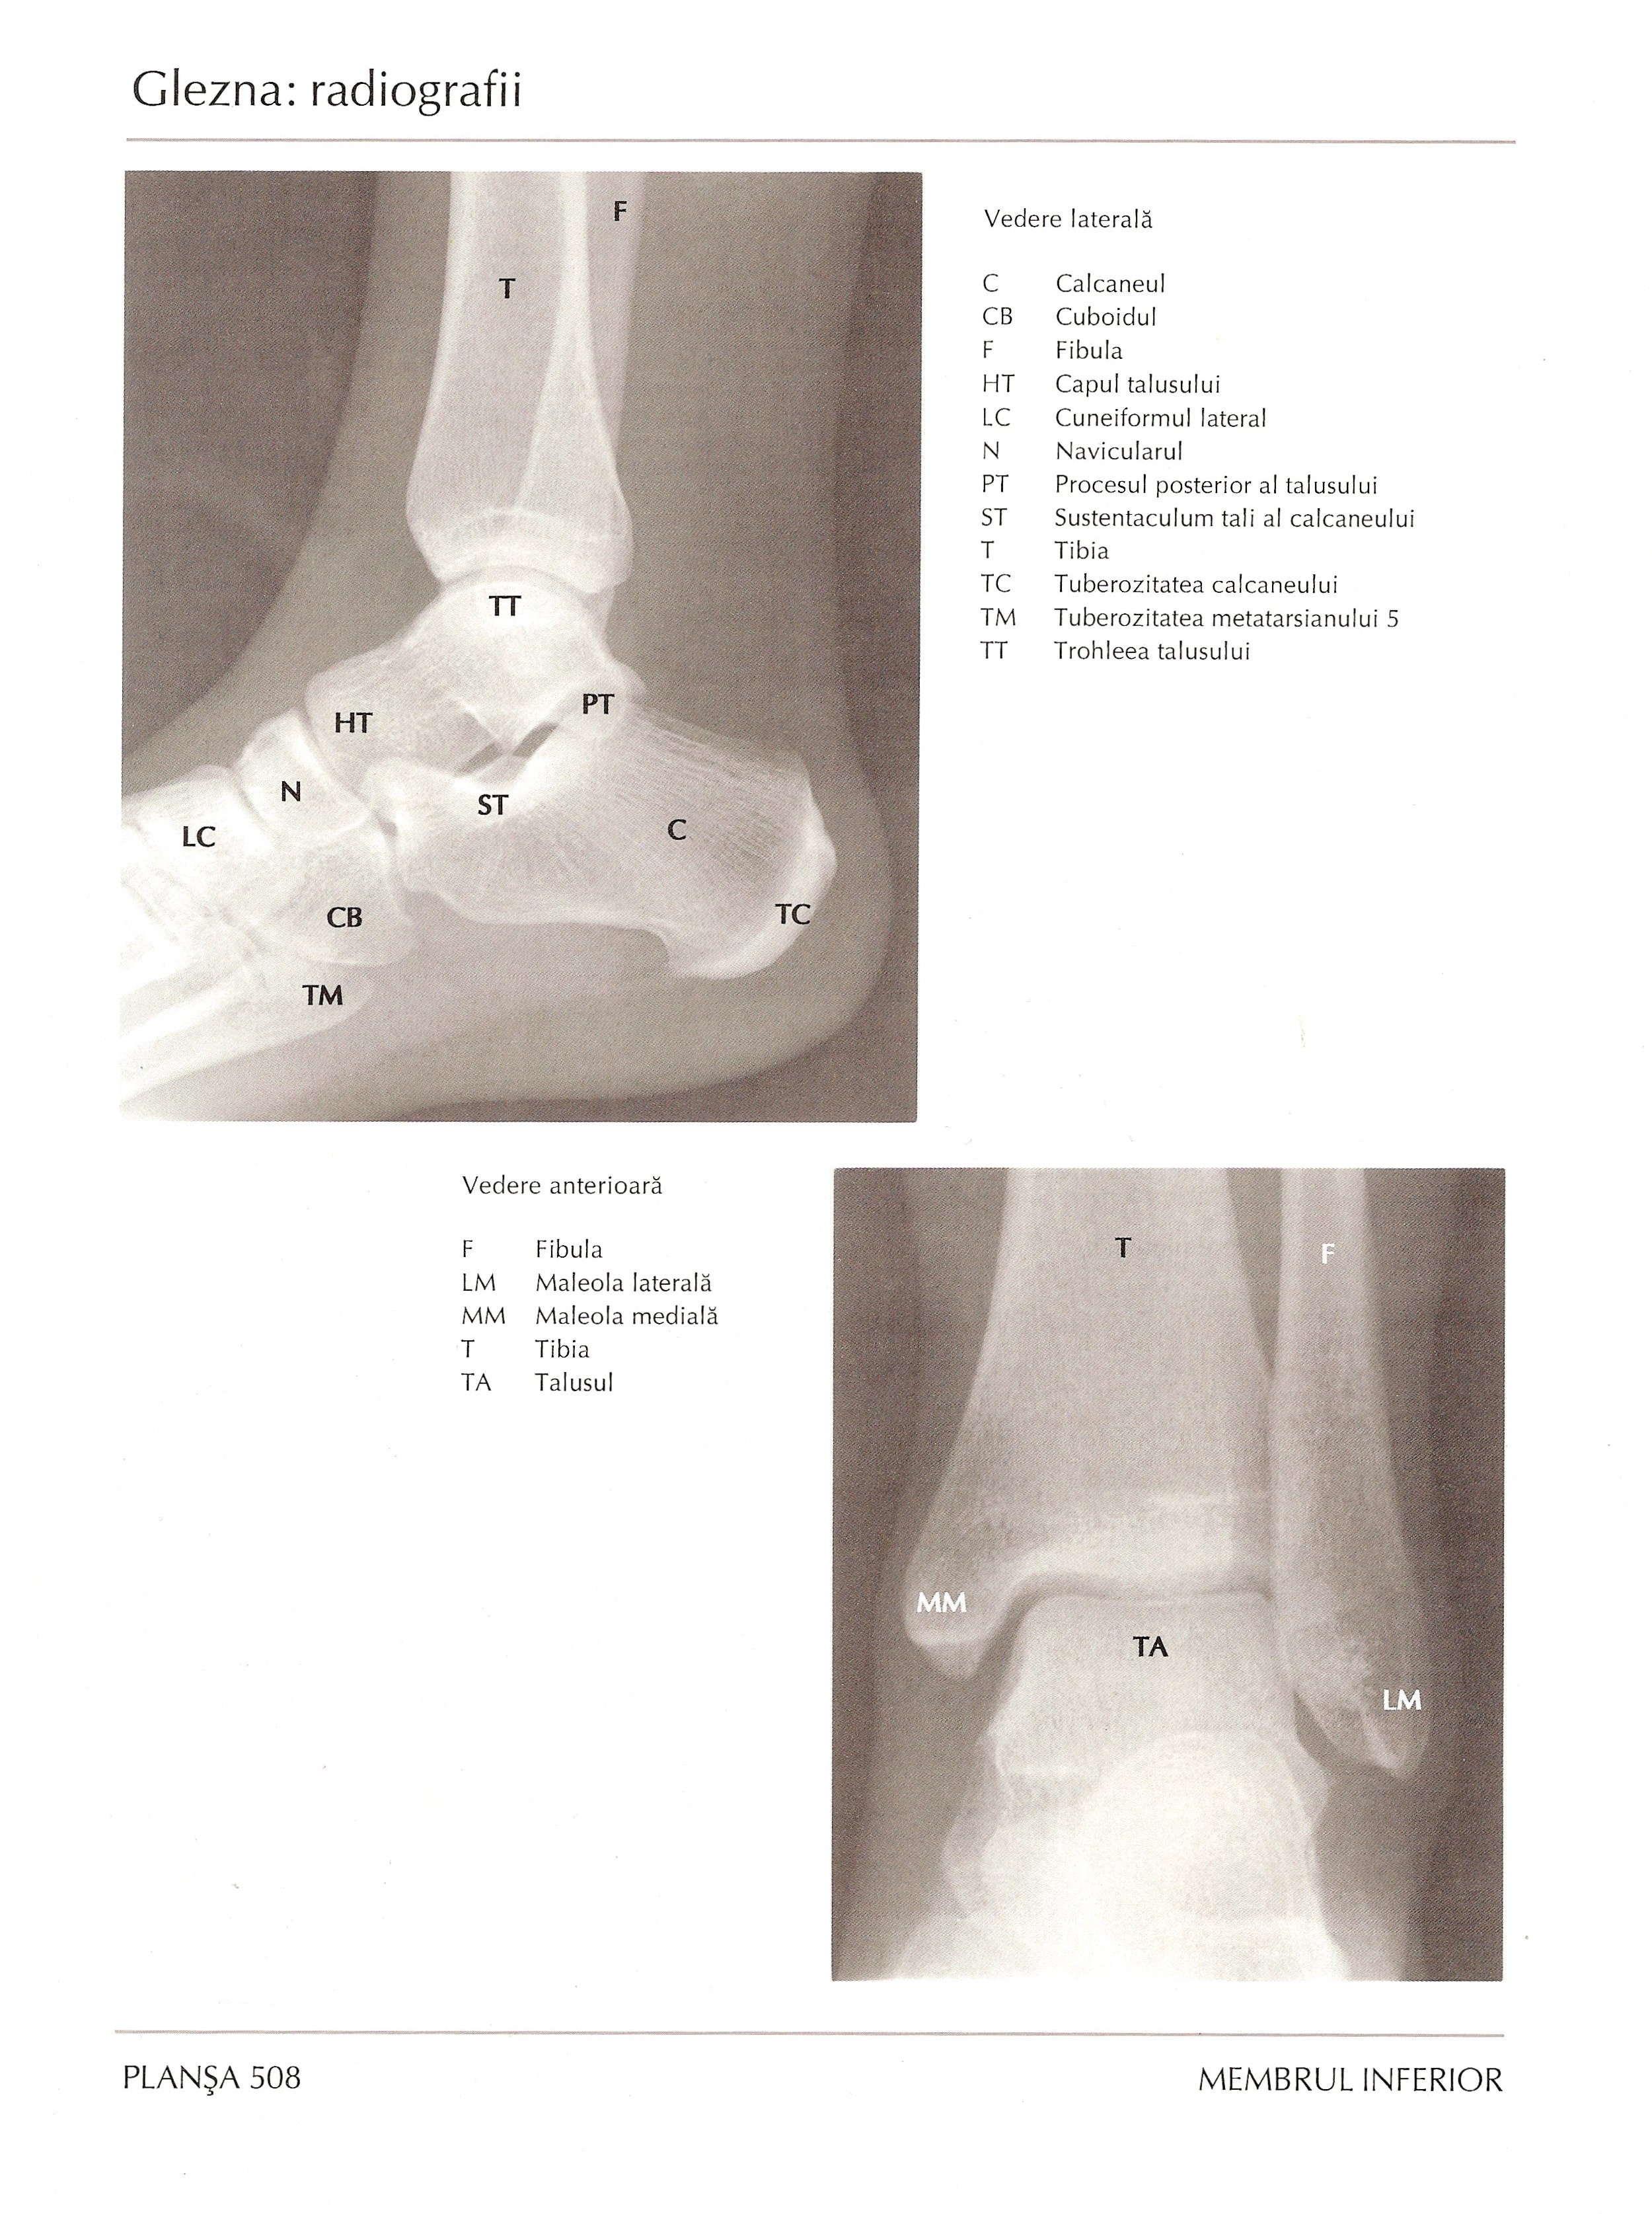 Glezna: radiografii
F
T
TT
PT
HT
N
ST
C
LC
CB
TC
TM
Vedere laterală
C Calcaneul
CB Cuboidul
F Fibula
HT Capul talusului
LC Cuneiformul lateral
N Navicularul
PT Procesul posterior al talusului
ST Sustentaculum tali al calcaneului
T Tibia
TC Tuberozitatea calcaneului
TM Tuberozitatea metatarsianului 5
TT Trohleea talusului
Vedere anterioară
F Fibula
LM Maleola laterală
MM Maleola medială
T Tibia
TA Talusul
T
F
MM
TA
LM
PLANŞA 508
MEMBRUL INFERIOR